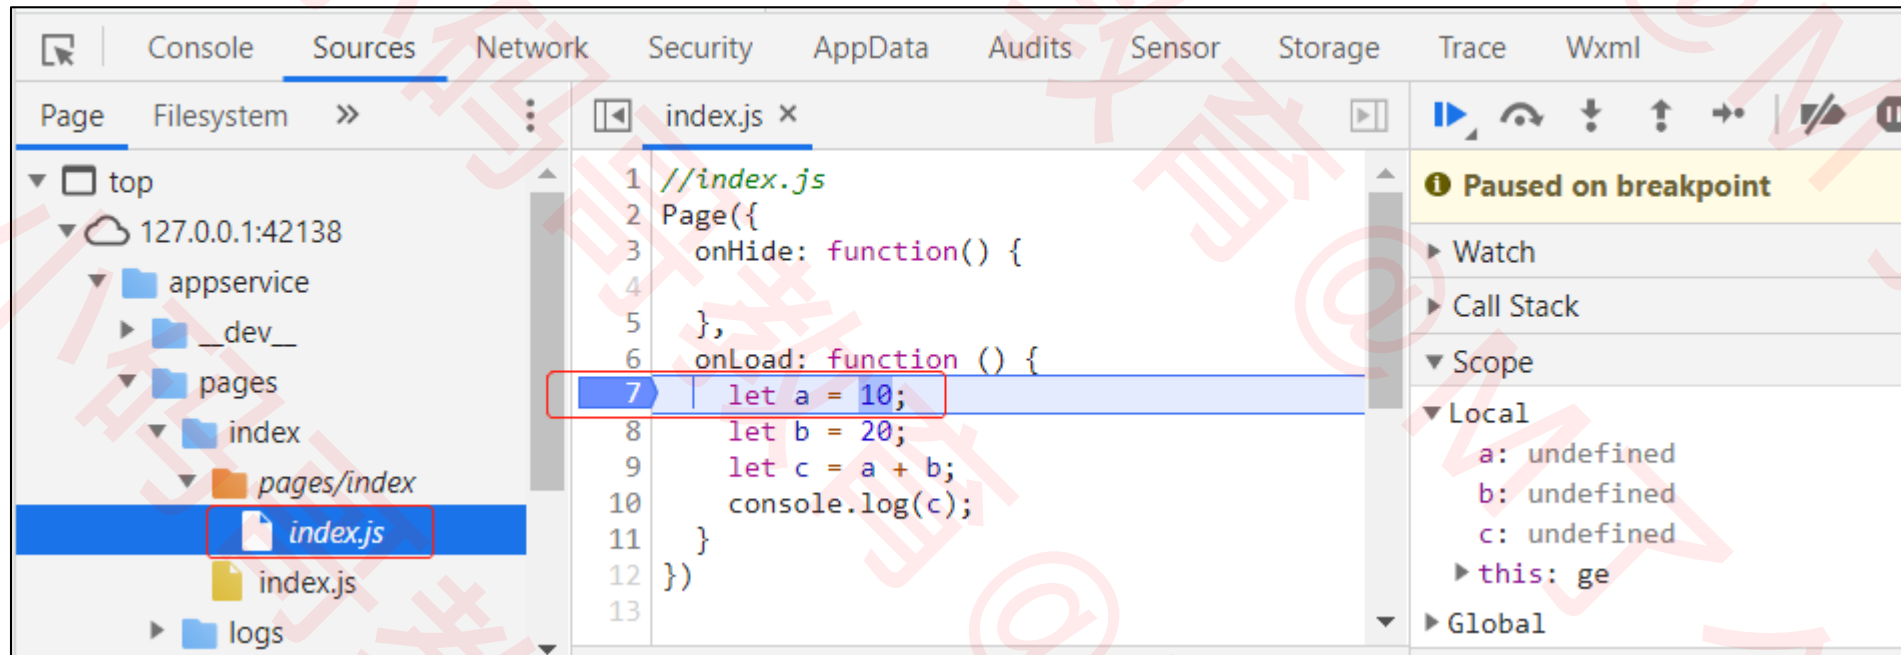 Console Sources Network Security AppData Audits Sensor Storage Trace Wxml
Page Filesystem »
index.js ×
top
127.0.0.1:42138
appservice
__dev__
pages
index
pages/index
index.js
index.js
logs
1 //index.js
2 Page({
3 onHide: function() {
4
5 },
6 onLoad: function () {
7 let a = 10;
8 let b = 20;
9 let c = a + b;
10 console.log(c);
11 }
12 })
13
Paused on breakpoint
Watch
Call Stack
Scope
Local
a: undefined
b: undefined
c: undefined
this: ge
Global